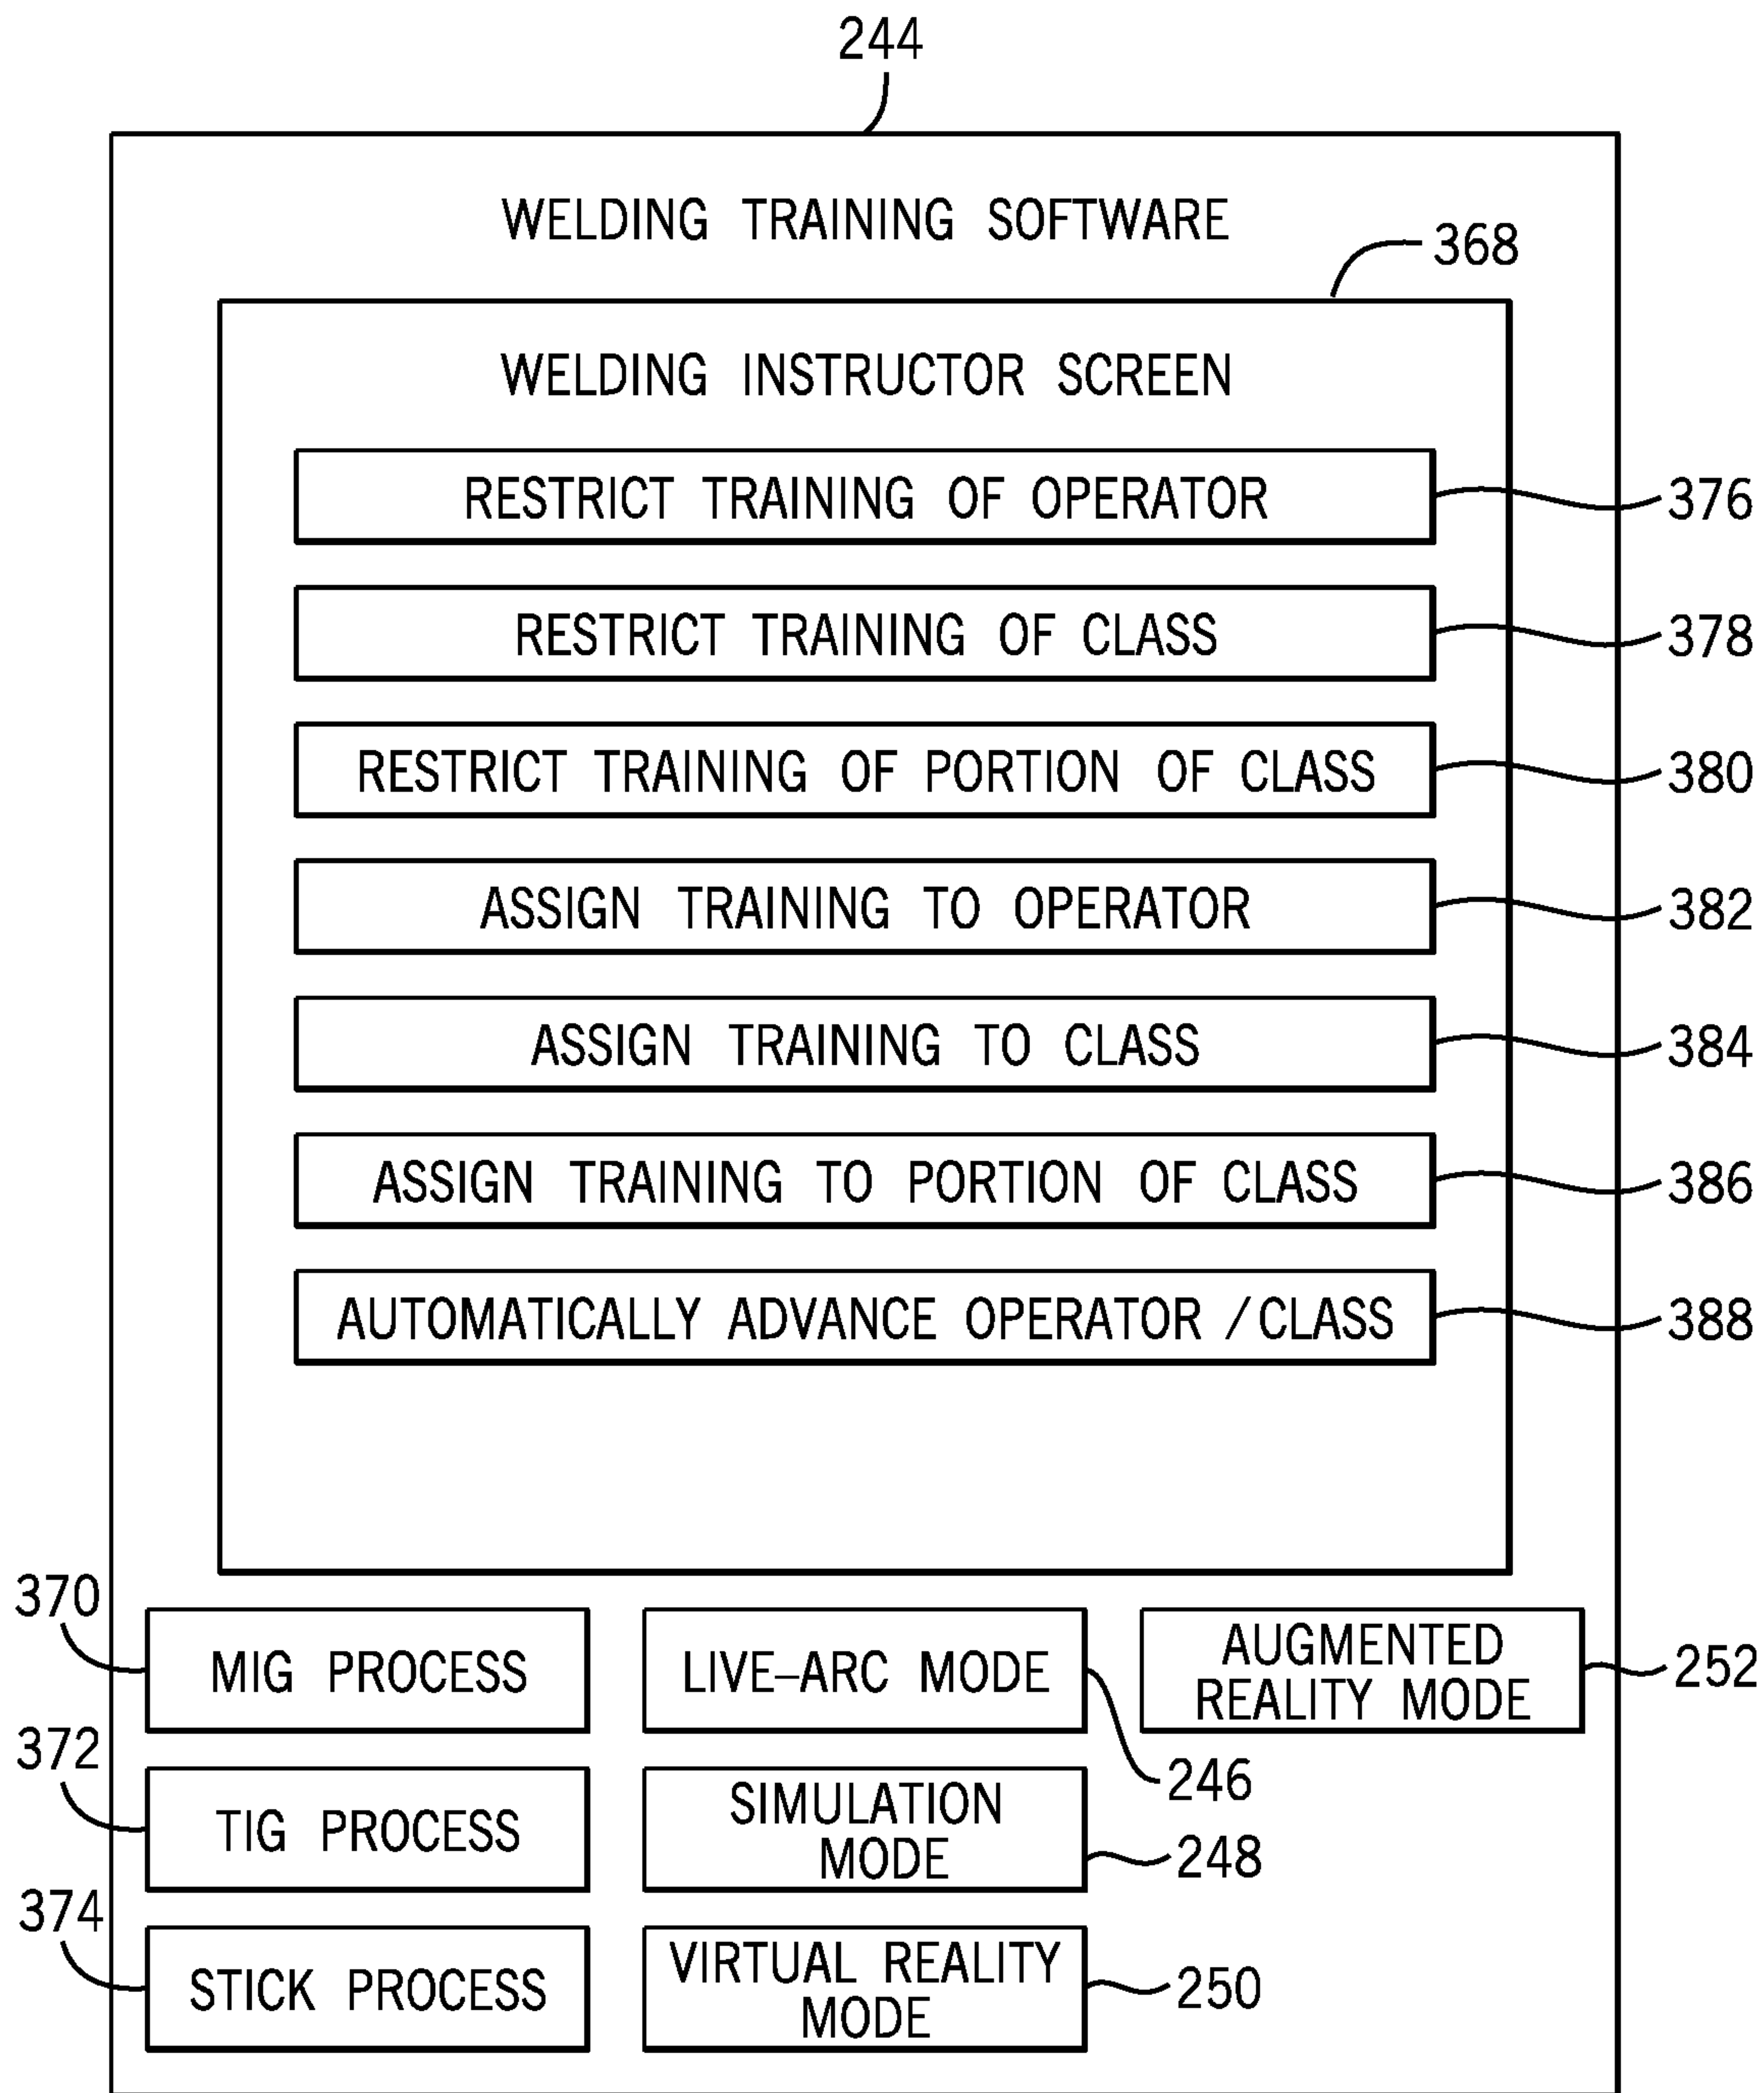 244
WELDING TRAINING SOFTWARE
368
WELDING INSTRUCTOR SCREEN
RESTRICT TRAINING OF OPERATOR
376
RESTRICT TRAINING OF CLASS
378
RESTRICT TRAINING OF PORTION OF CLASS
380
ASSIGN TRAINING TO OPERATOR
382
ASSIGN TRAINING TO CLASS
384
ASSIGN TRAINING TO PORTION OF CLASS
386
AUTOMATICALLY ADVANCE OPERATOR / CLASS
388
370
MIG PROCESS
LIVE–ARC MODE
AUGMENTED
REALITY MODE
252
372
246
TIG PROCESS
SIMULATION
MODE
248
374
STICK PROCESS
VIRTUAL REALITY
MODE
250